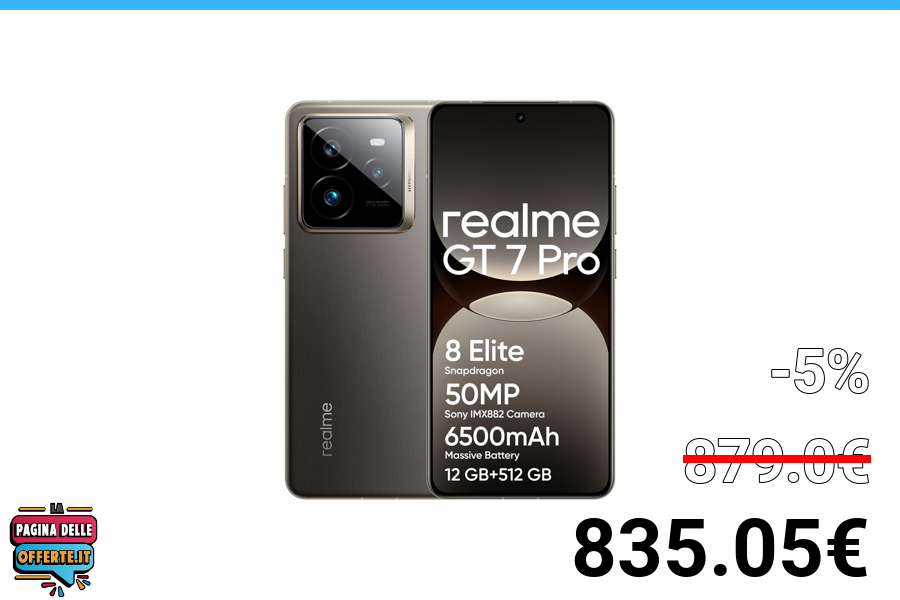 HYPERIMAGE
realme
realme
GT 7 Pro
8 Elite
Snapdragon
50MP
Sony IMX882 Camera
6500mAh
Massive Battery
12 GB+512 GB
-5%
879.0€
835.05€
LA
PAGINA DELLE
OFFERTE.IT